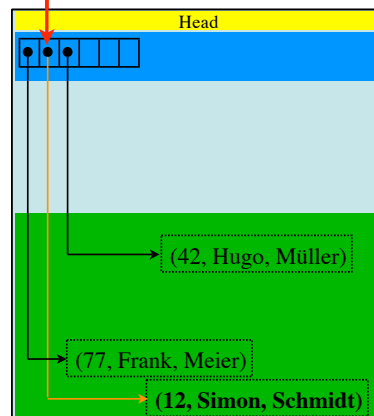 Head
(42, Hugo, Müller)
(77, Frank, Meier)
(12, Simon, Schmidt)